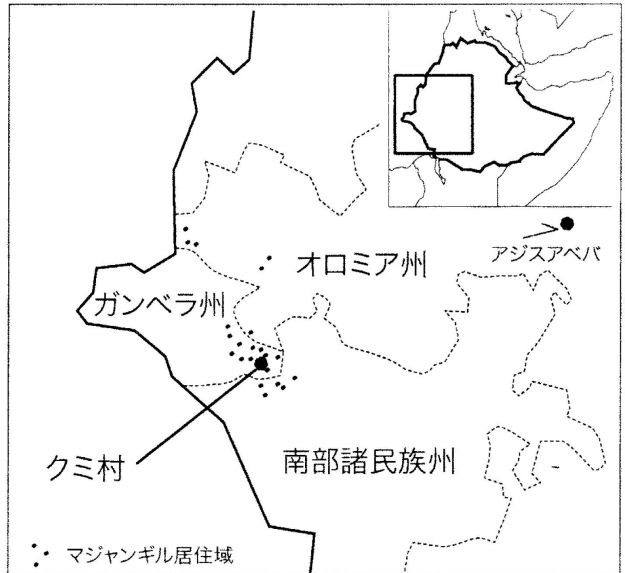 アジスアベバ
オロミア州
ガンベラ州
クミ村
南部諸民族州
マジャンギル居住域